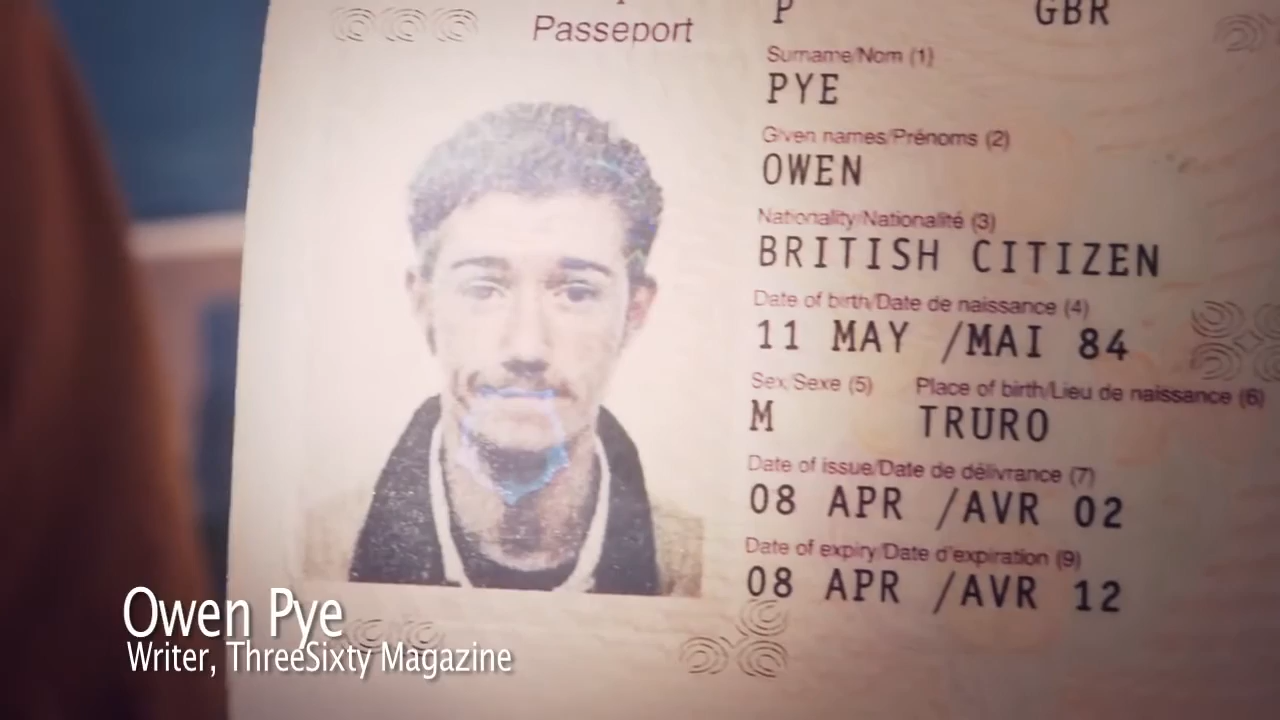 Passeport
P GBR
Surname/Nom (1)
PYE
Given names/Prénoms (2)
OWEN
Nationality/Nationalité (3)
BRITISH CITIZEN
Date of birth/Date de naissance (4)
11 MAY /MAI 84
Sex/Sexe (5) Place of birth/Lieu de naissance (6)
M TRURO
Date of issue/Date de délivrance (7)
08 APR /AVR 02
Date of expiry/Date d'expiration (9)
08 APR /AVR 12
Owen Pye
Writer, ThreeSixty Magazine